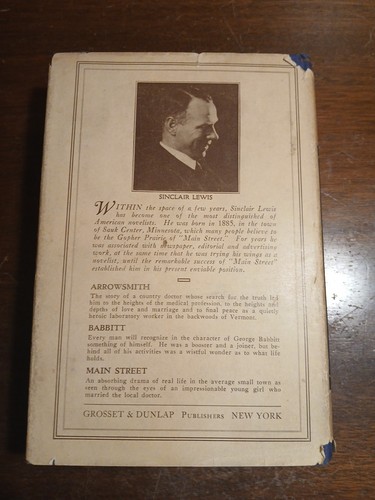 SINCLAIR LEWIS
WITHIN the space of a few years, Sinclair Lewis
has become one of the most distinguished of
American novelists. He was born in 1885, in the town
of Sauk Center, Minnesota, which many people believe to
be the Gopher Prairie of "Main Street." For years he
was associated with newspaper, editorial and advertising
work, at the same time that he was trying his wings as a
novelist, until the remarkable success of "Main Street"
established him in his present enviable position.
ARROWSMITH
The story of a country doctor whose search for the truth led
him to the heights of the medical profession, to the heights and
depths of love and marriage and to final peace as a quietly
heroic laboratory worker in the backwoods of Vermont.
BABBITT
Every man will recognize in the character of George Babbitt
something of himself. He was a booster and a joiner, but be-
hind all of his activities was a wistful wonder as to what life
holds.
MAIN STREET
An absorbing drama of real life in the average small town as
seen through the eyes of an impressionable young girl who
married the local doctor.
GROSSET & DUNLAP PUBLISHERS NEW YORK